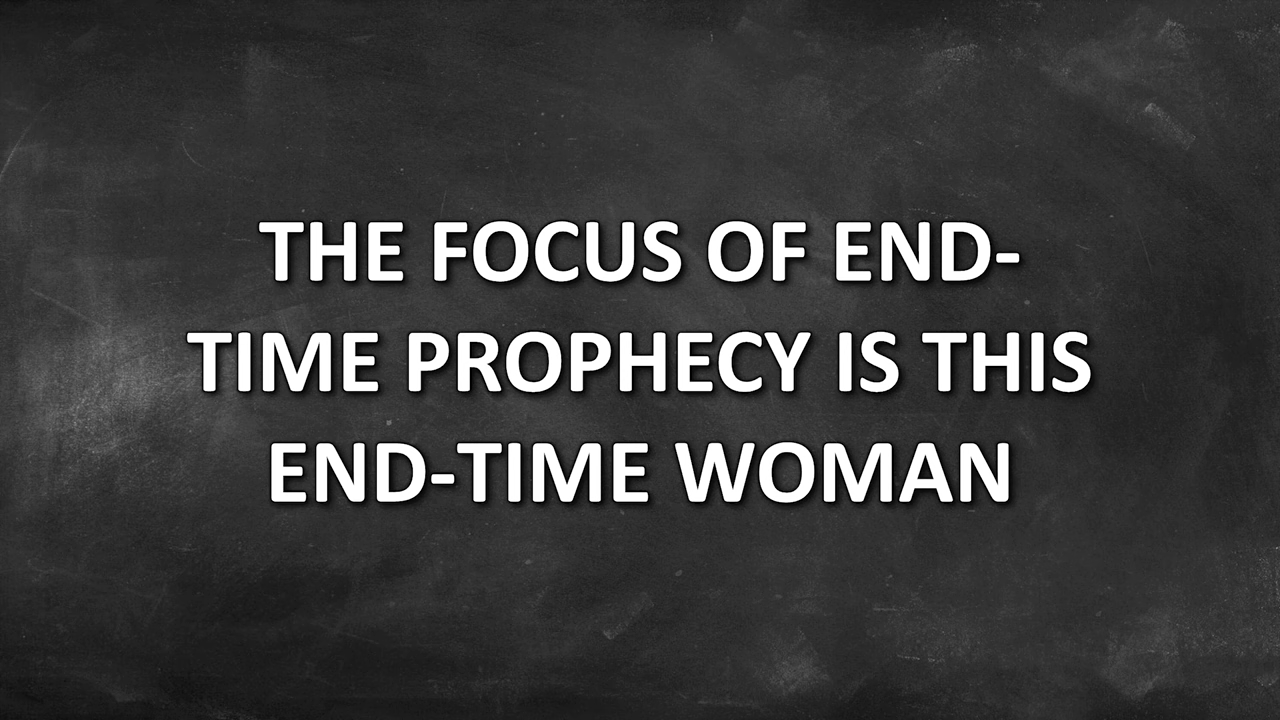 THE FOCUS OF END-
TIME PROPHECY IS THIS
END-TIME WOMAN